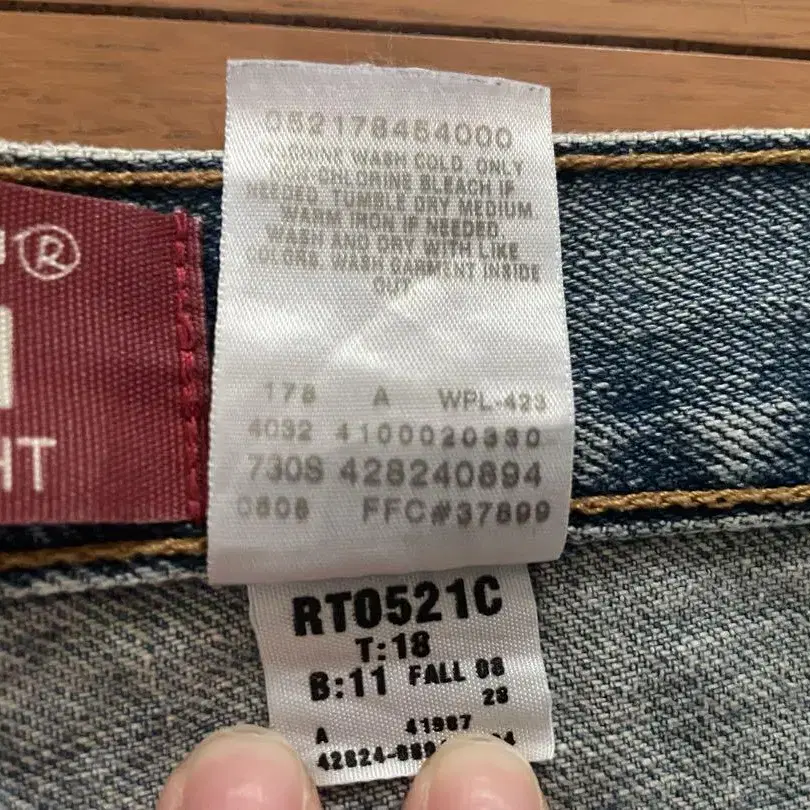 ®
HT
052178454000
WASH COLD. ONLY
NON-CHLORINE BLEACH IF
NEEDED. TUMBLE DRY MEDIUM.
WARM IRON IF NEEDED.
WASH AND DRY WITH LIKE
COLORS. WASH GARMENT INSIDE
OUT
178 A WPL-423
4032 4100020330
730S 428240894
0808 FFC#37899
RT0521C
T:18
B:11 FALL 08
28
A 41987